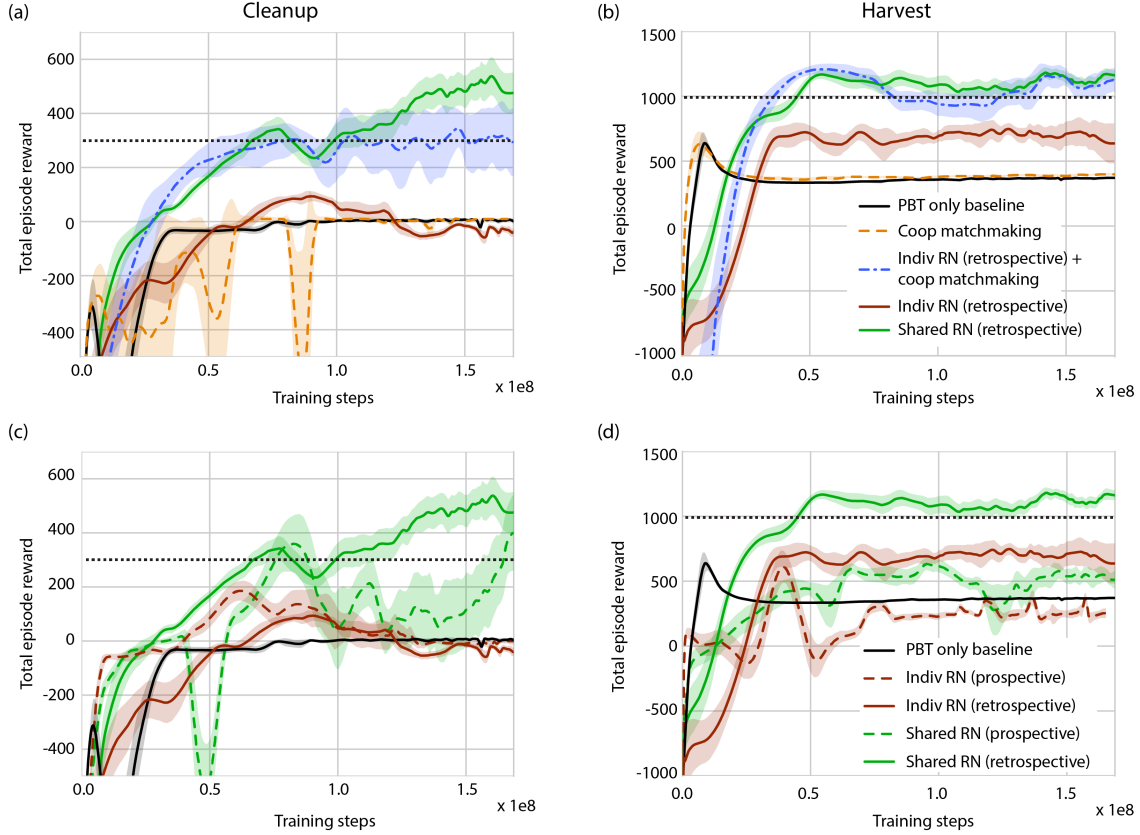 (a)
Cleanup
600
400
300
200
0
-200
-400
Total episode reward
0.0
0.5
1.0
1.5
x 1e8
Training steps
(b)
Harvest
1500
1000
500
0
-500
-1000
Total episode reward
PBT only baseline
Coop matchmaking
Indiv RN (retrospective) +
coop matchmaking
Indiv RN (retrospective)
Shared RN (retrospective)
0.0
0.5
1.0
1.5
x 1e8
Training steps
(c)
600
400
300
200
0
-200
-400
Total episode reward
0.0
0.5
1.0
1.5
x 1e8
Training steps
(d)
1500
1000
500
0
-500
-1000
Total episode reward
PBT only baseline
Indiv RN (prospective)
Indiv RN (retrospective)
Shared RN (prospective)
Shared RN (retrospective)
0.0
0.5
1.0
1.5
x 1e8
Training steps